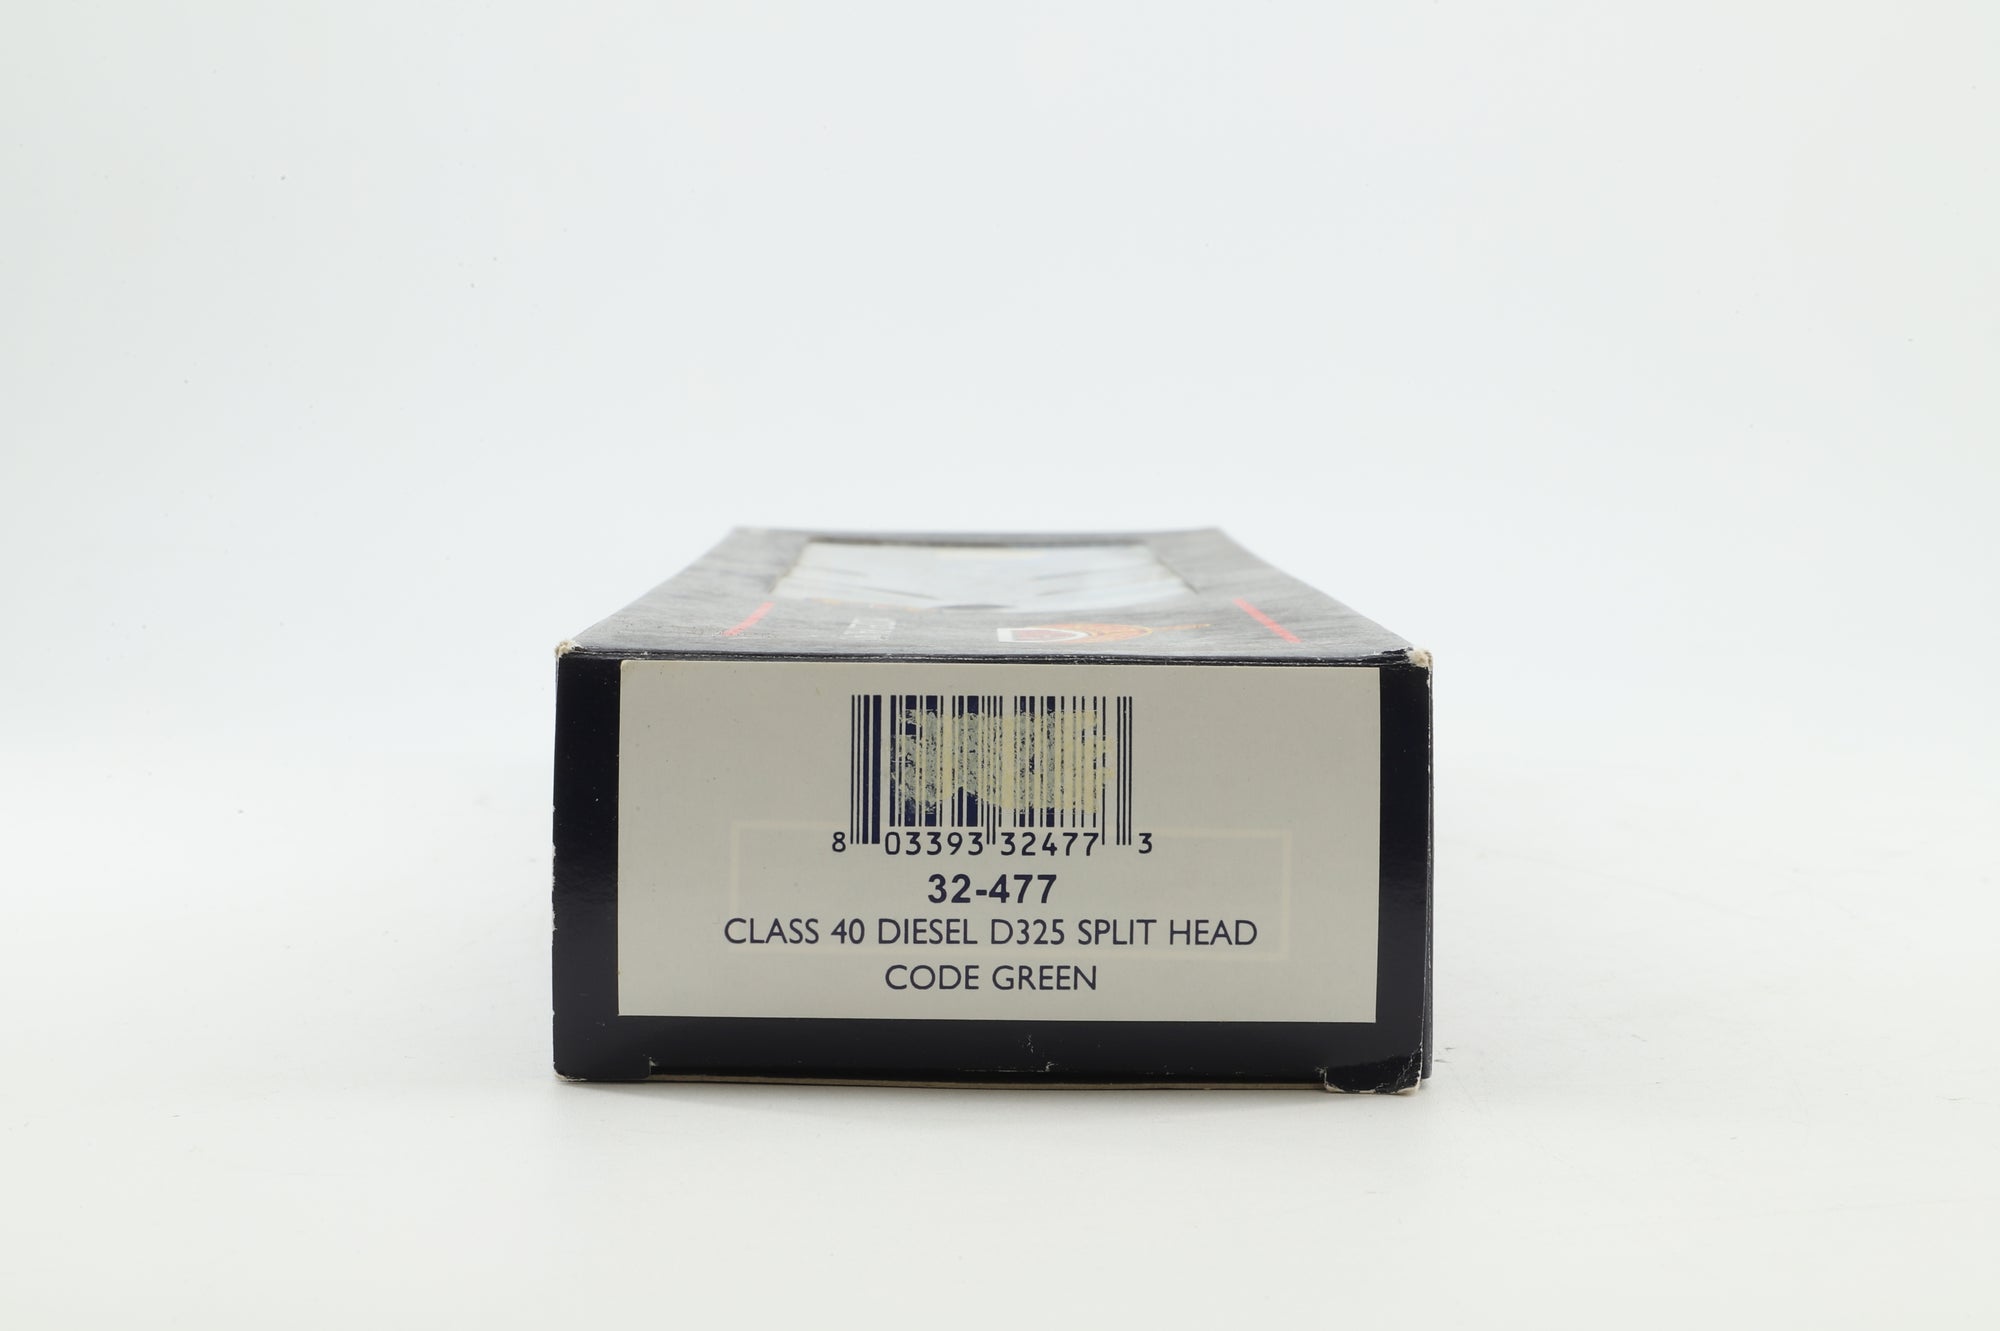 8 03393 32477 3
32-477
CLASS 40 DIESEL D325 SPLIT HEAD
CODE GREEN